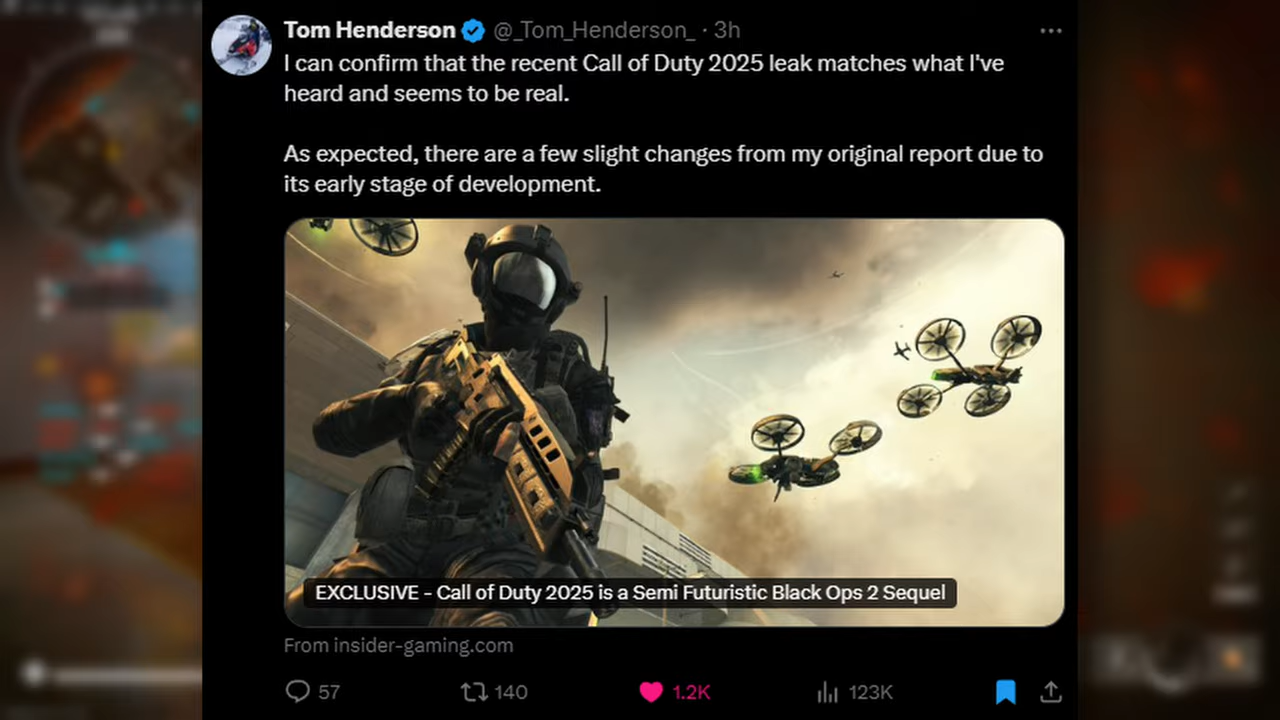 Tom Henderson @_Tom_Henderson_ · 3h
I can confirm that the recent Call of Duty 2025 leak matches what I've
heard and seems to be real.
As expected, there are a few slight changes from my original report due to
its early stage of development.
EXCLUSIVE - Call of Duty 2025 is a Semi Futuristic Black Ops 2 Sequel
From insider-gaming.com
57 140 1.2K 123K